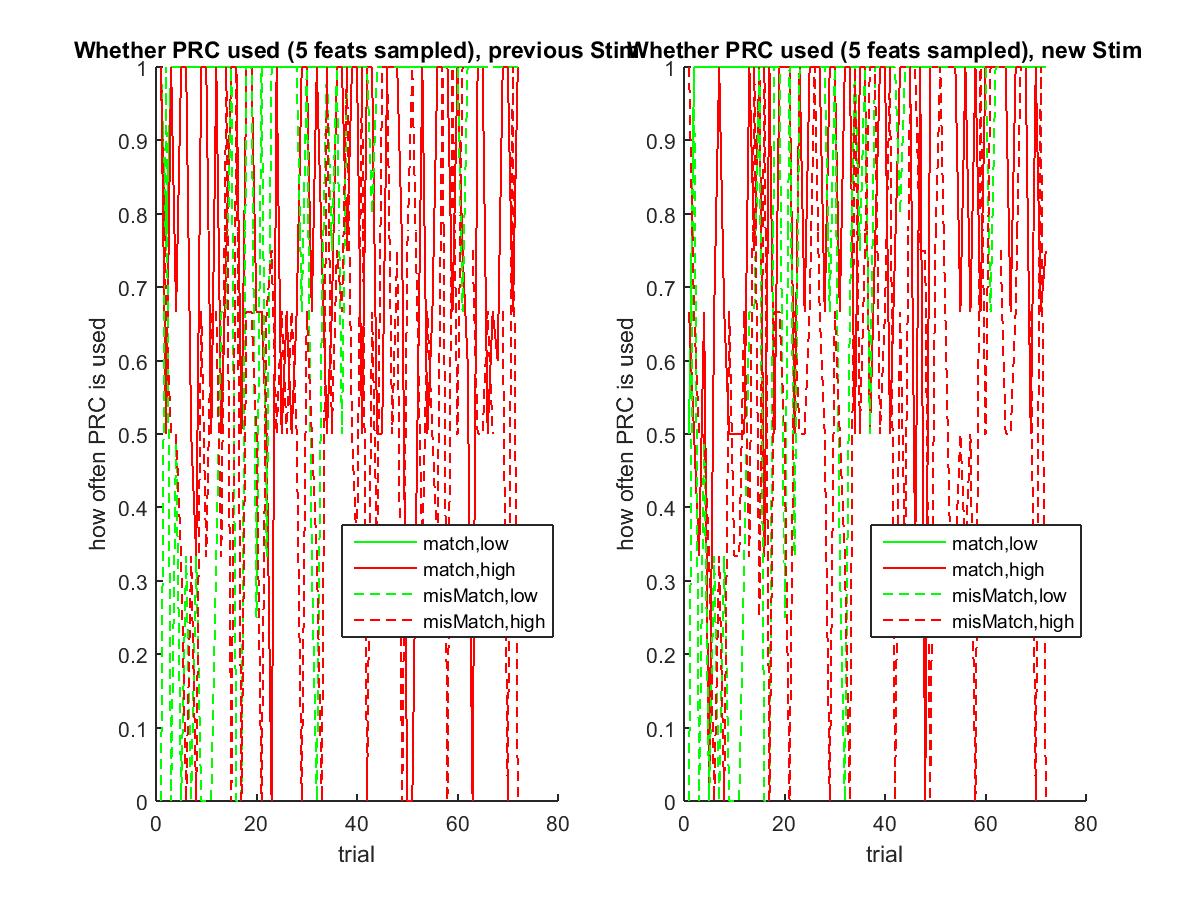 Whether PRC used (5 feats sampled), previous Stim
1
0.9
0.8
0.7
0.6
0.5
0.4
0.3
0.2
0.1
0
how often PRC is used
match,low
match,high
misMatch,low
misMatch,high
0 20 40 60 80
trial
Whether PRC used (5 feats sampled), new Stim
1
0.9
0.8
0.7
0.6
0.5
0.4
0.3
0.2
0.1
0
how often PRC is used
match,low
match,high
misMatch,low
misMatch,high
0 20 40 60 80
trial